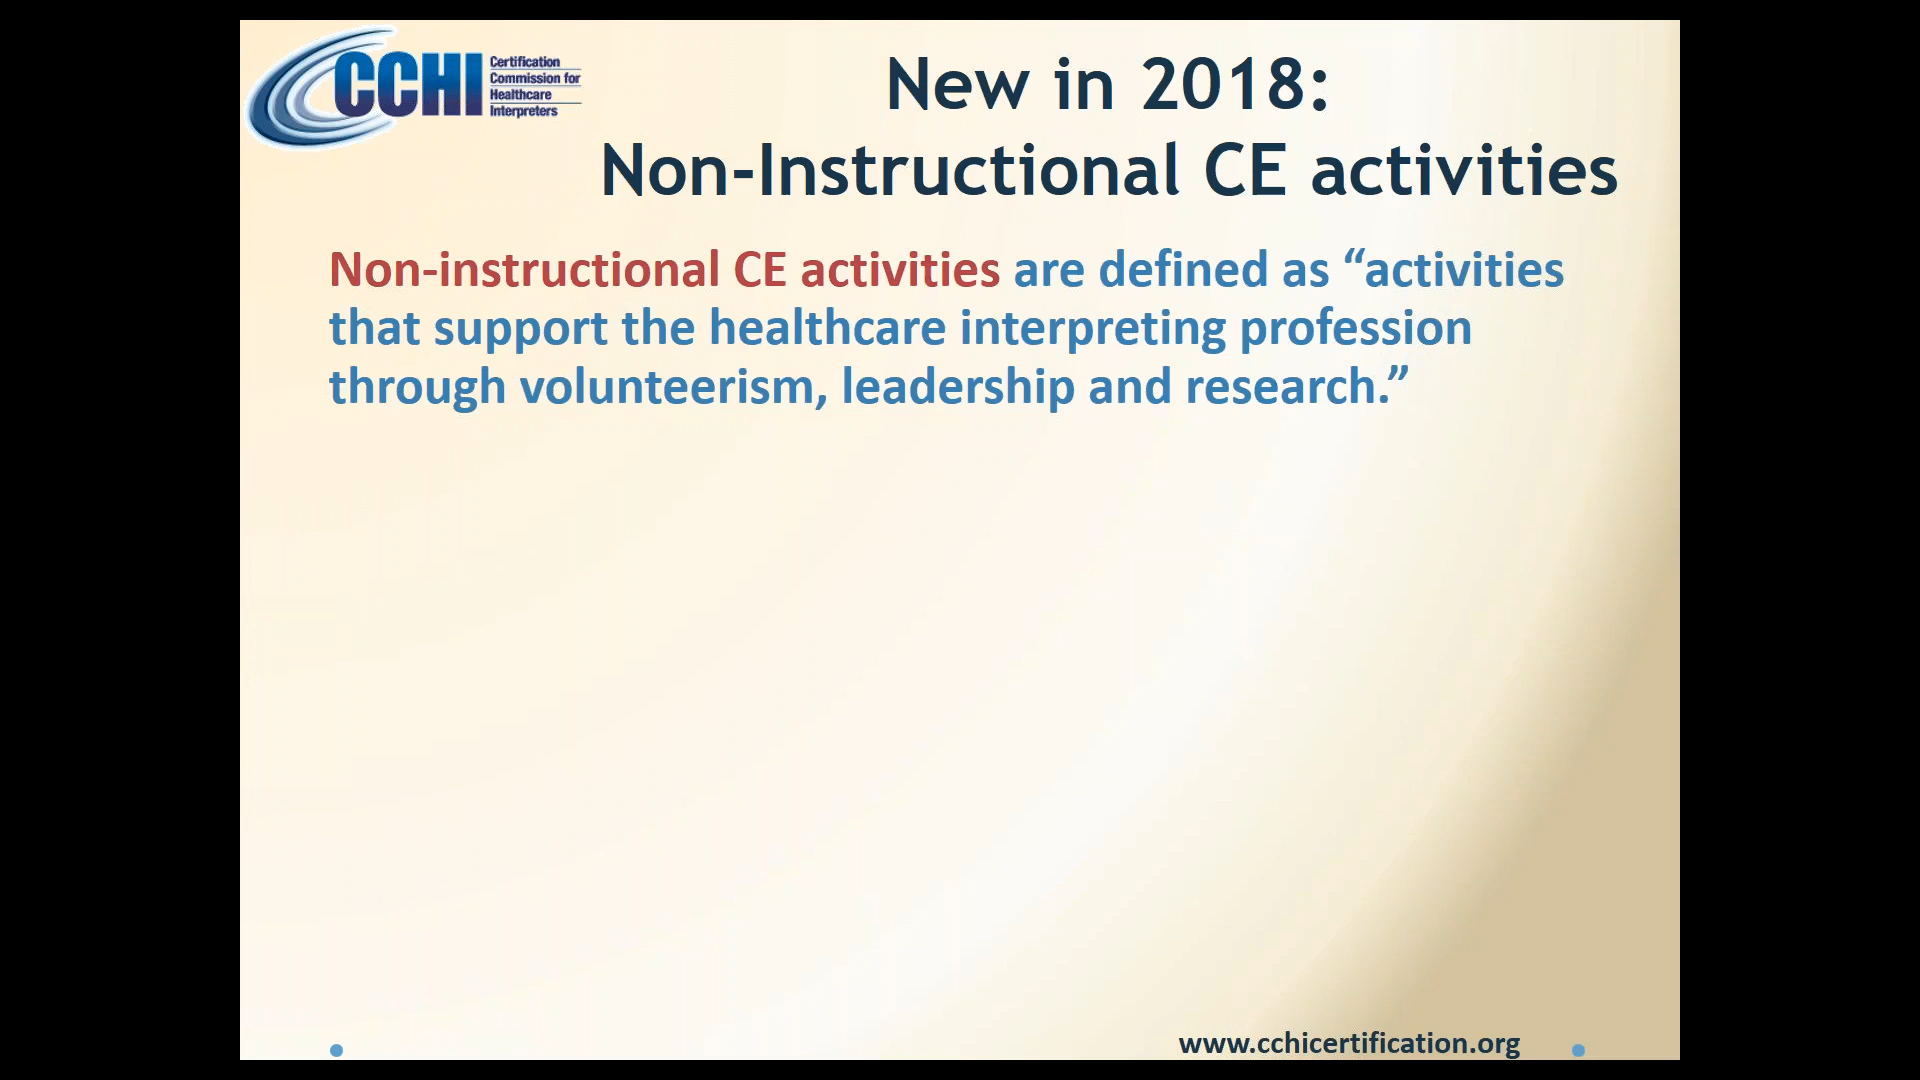 CCHI
Certification
Commission for
Healthcare
Interpreters
New in 2018:
Non-Instructional CE activities
Non-instructional CE activities are defined as “activities
that support the healthcare interpreting profession
through volunteerism, leadership and research.”
www.cchicertification.org